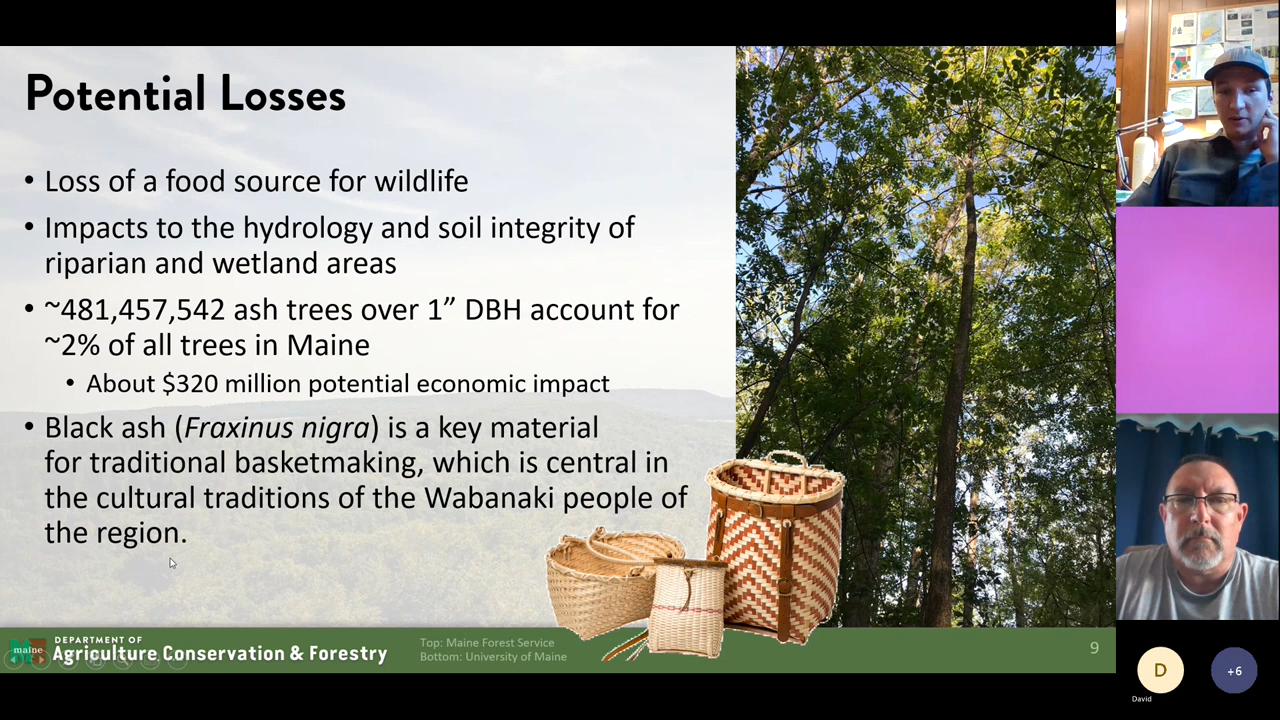 Potential Losses
• Loss of a food source for wildlife
• Impacts to the hydrology and soil integrity of
riparian and wetland areas
• ~481,457,542 ash trees over 1” DBH account for
~2% of all trees in Maine
• About $320 million potential economic impact
• Black ash (Fraxinus nigra) is a key material
for traditional basketmaking, which is central in
the cultural traditions of the Wabanaki people of
the region.
maine
DEPARTMENT OF
Agriculture Conservation & Forestry
Top: Maine Forest Service
Bottom: University of Maine
9
D
David
+6